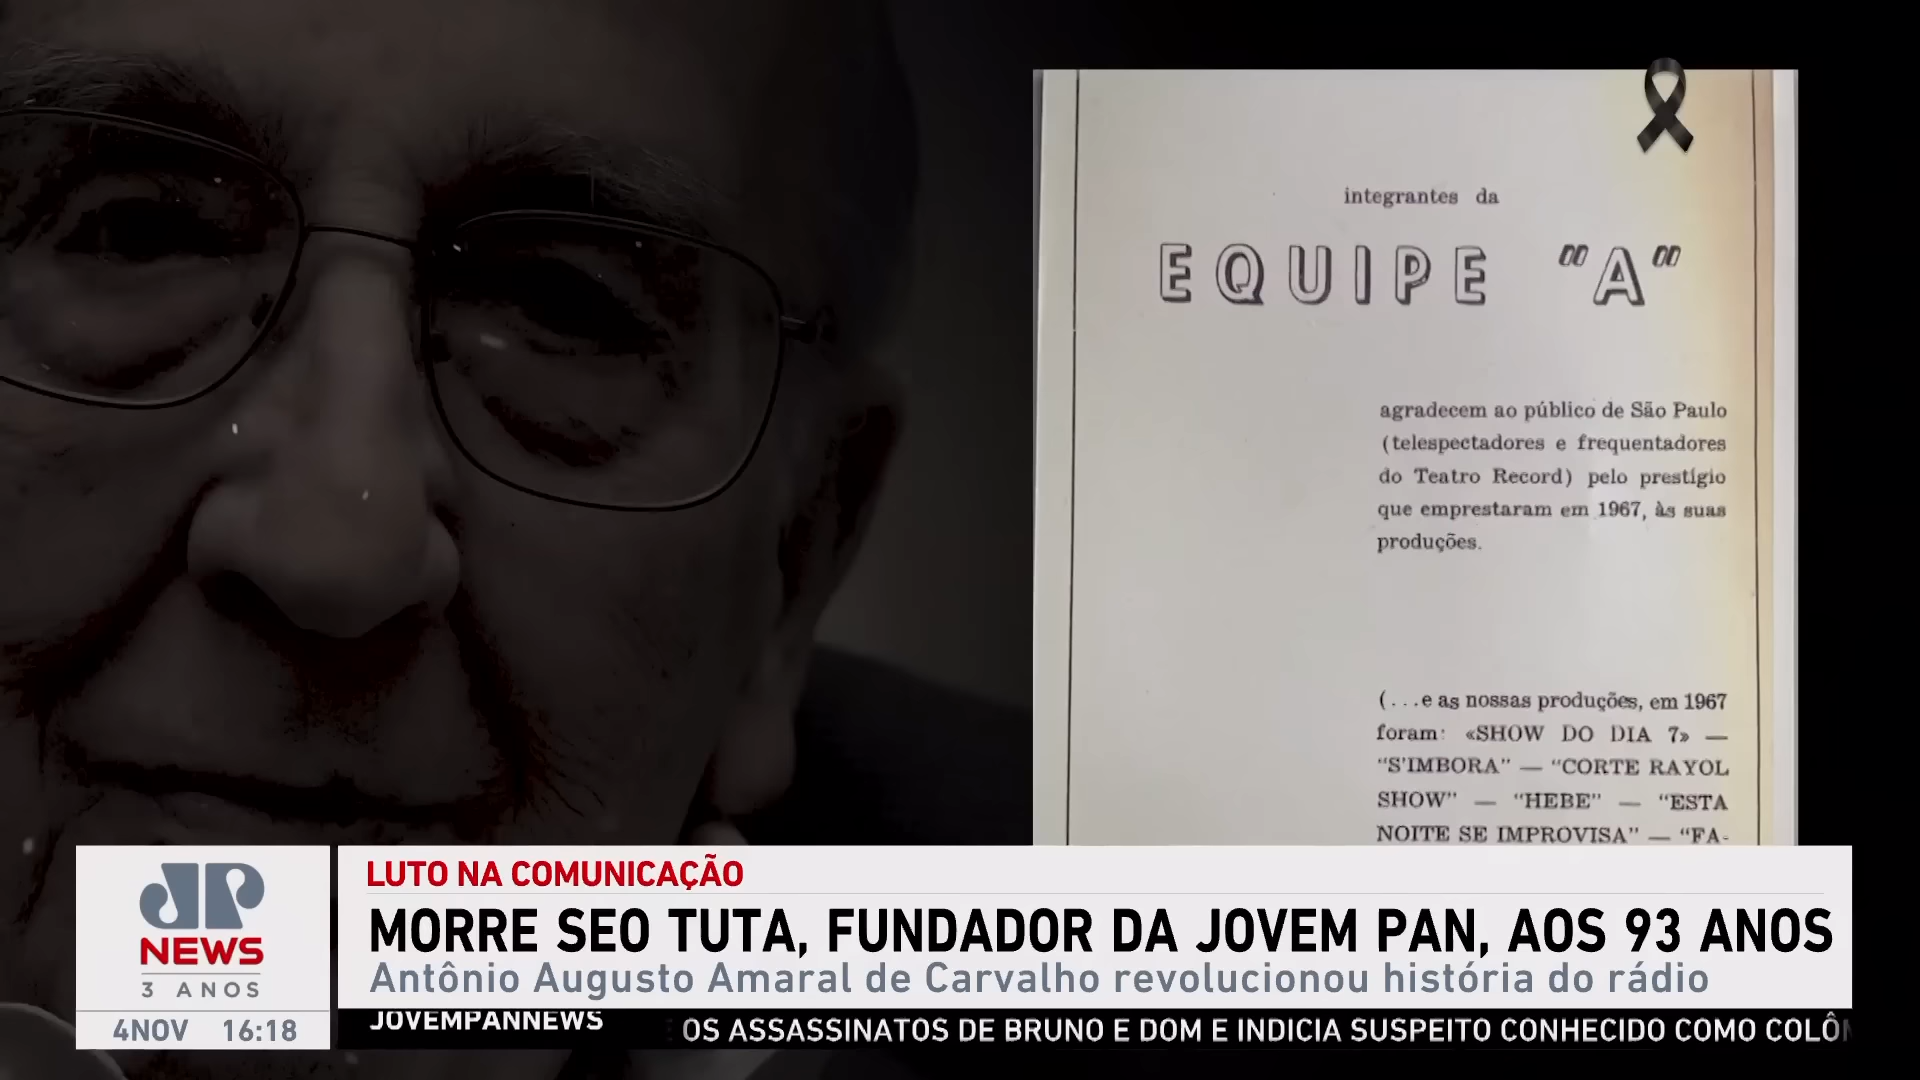 integrantes da
EQUIPE "A"
agradecem ao público de São Paulo
(telespectadores e frequentadores
do Teatro Record) pelo prestígio
que emprestaram em 1967, às suas
produções.
(...e as nossas produções, em 1967
foram: «SHOW DO DIA 7» —
"S'IMBORA" — "CORTE RAYOL
SHOW" — "HEBE" — "ESTA
NOITE SE IMPROVISA" — "FA-
JP
NEWS
3 ANOS
4NOV 16:18
LUTO NA COMUNICAÇÃO
MORRE SEO TUTA, FUNDADOR DA JOVEM PAN, AOS 93 ANOS
Antônio Augusto Amaral de Carvalho revolucionou história do rádio
JOVEMPANNEWS
OS ASSASSINATOS DE BRUNO E DOM E INDICIA SUSPEITO CONHECIDO COMO COLÔ